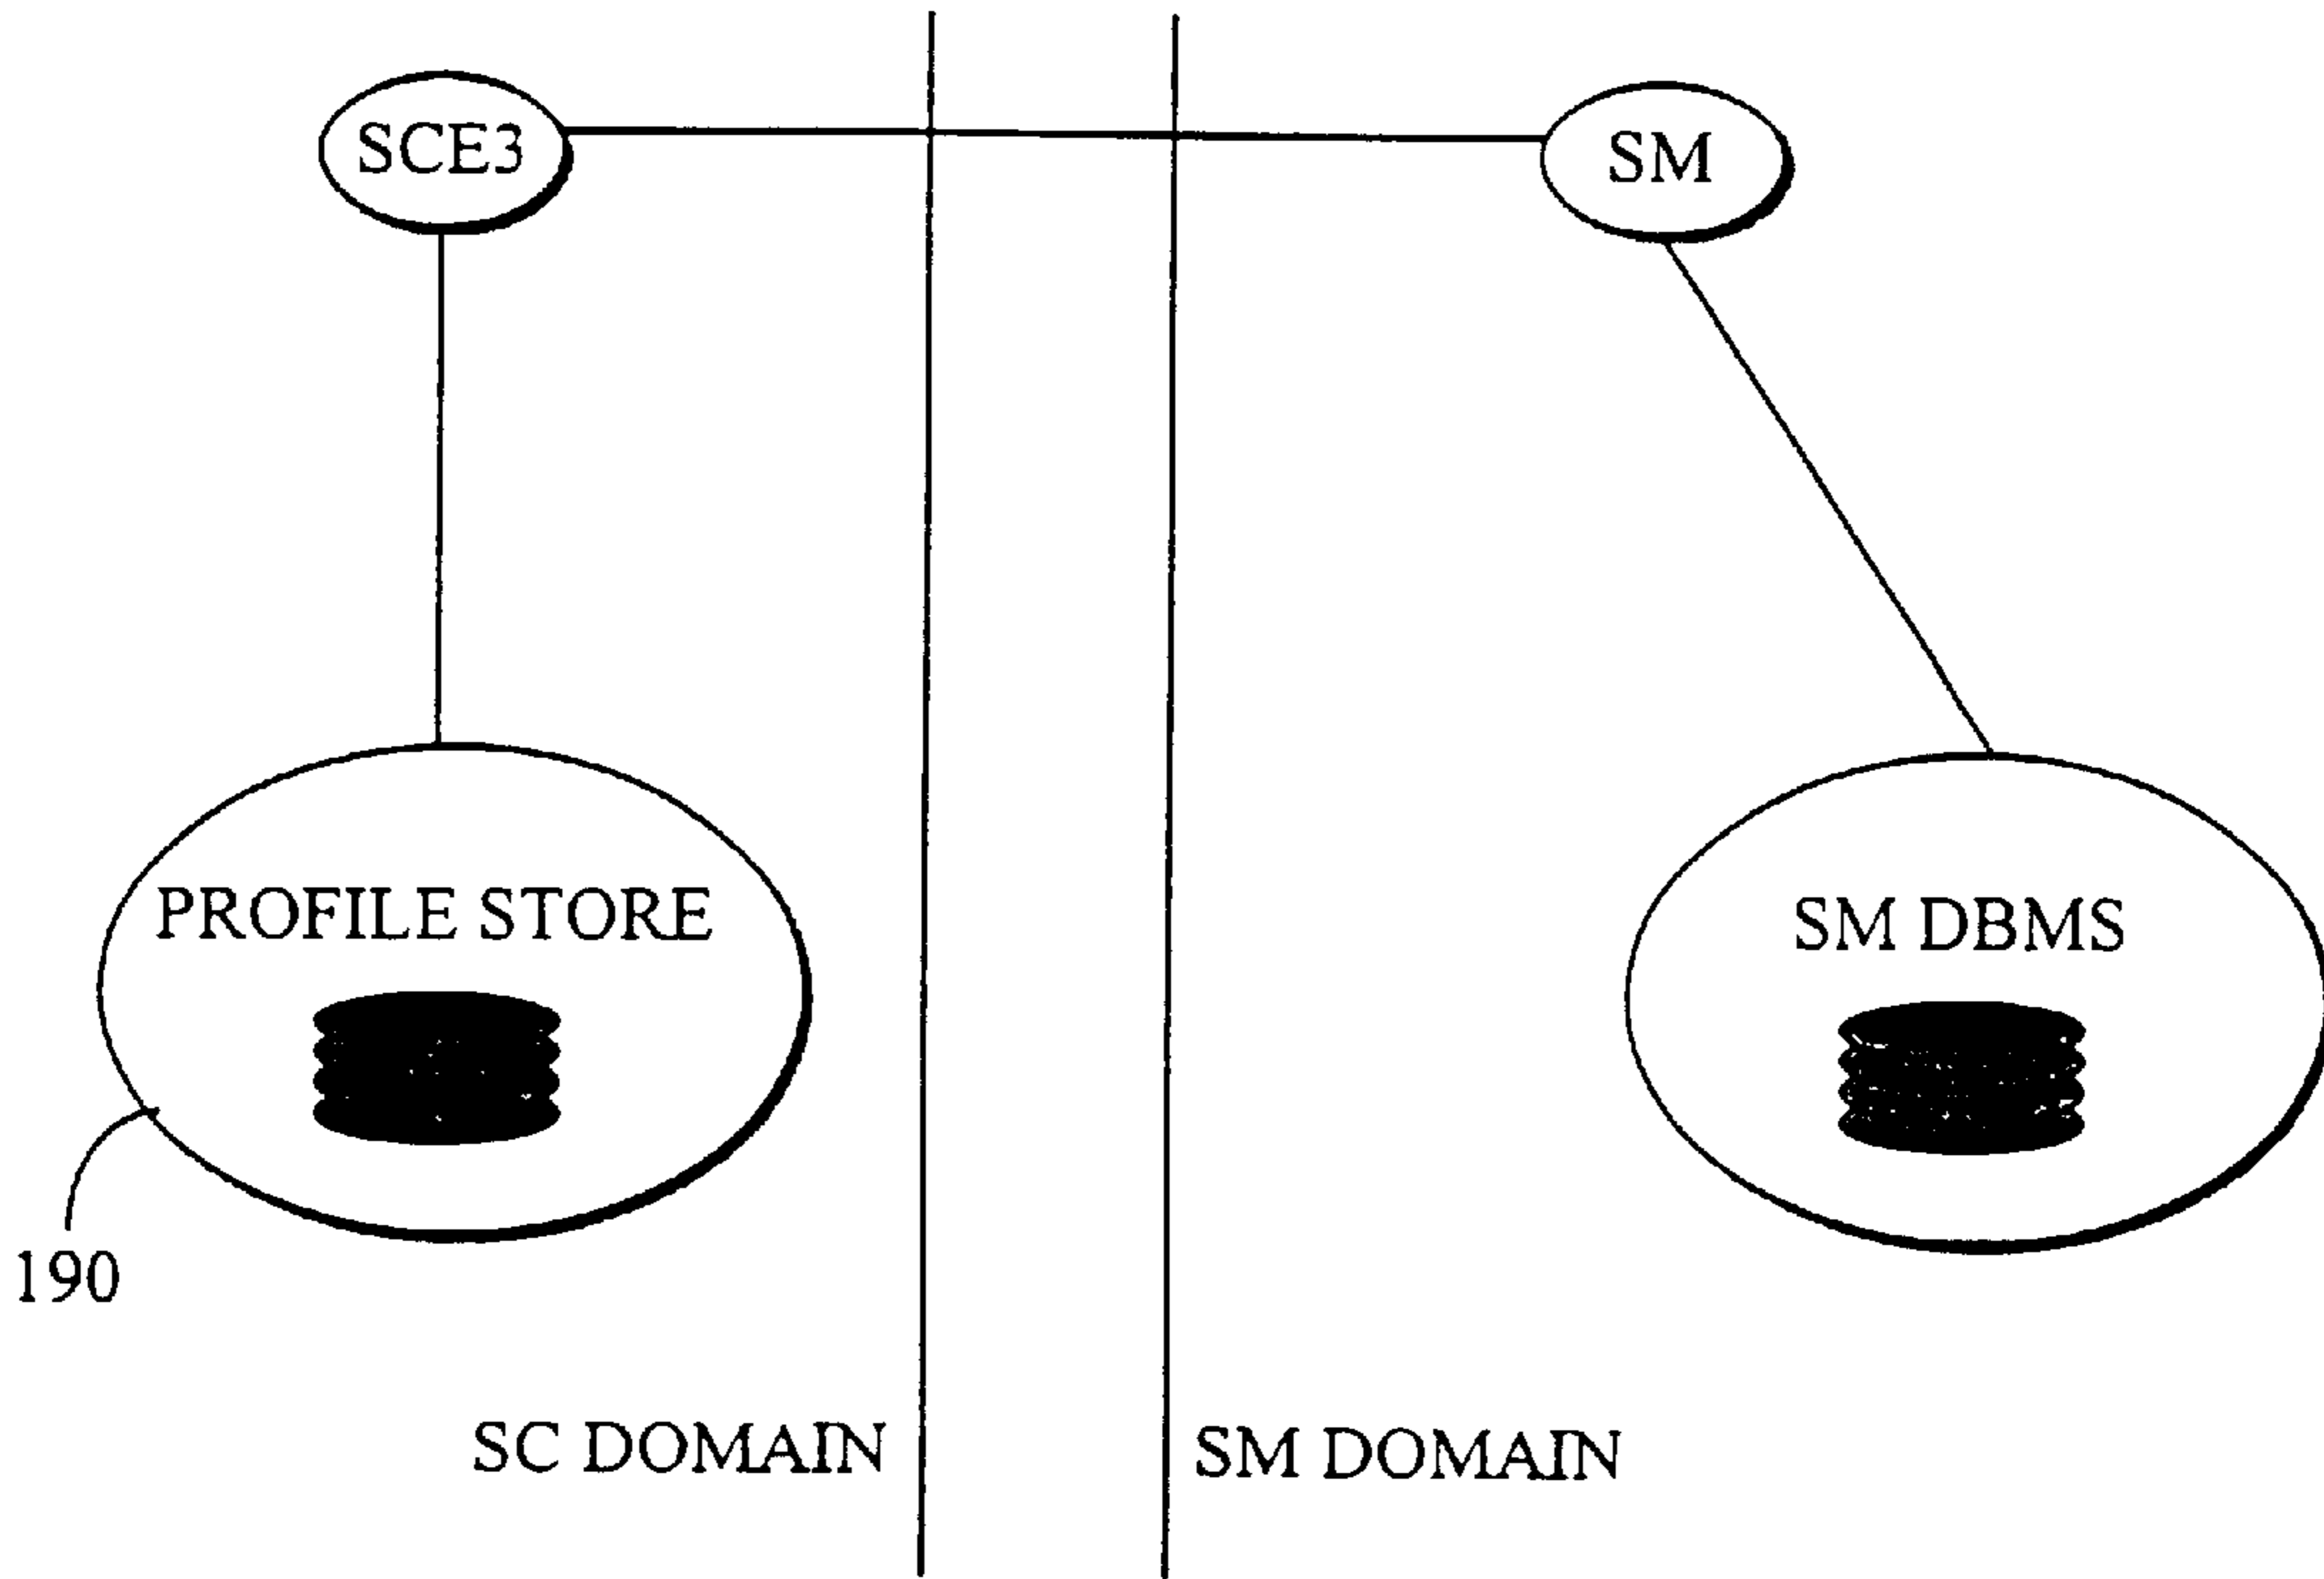 SCE3
SM
PROFILE STORE
SM DBMS
190
SC DOMAIN
SM DOMAIN